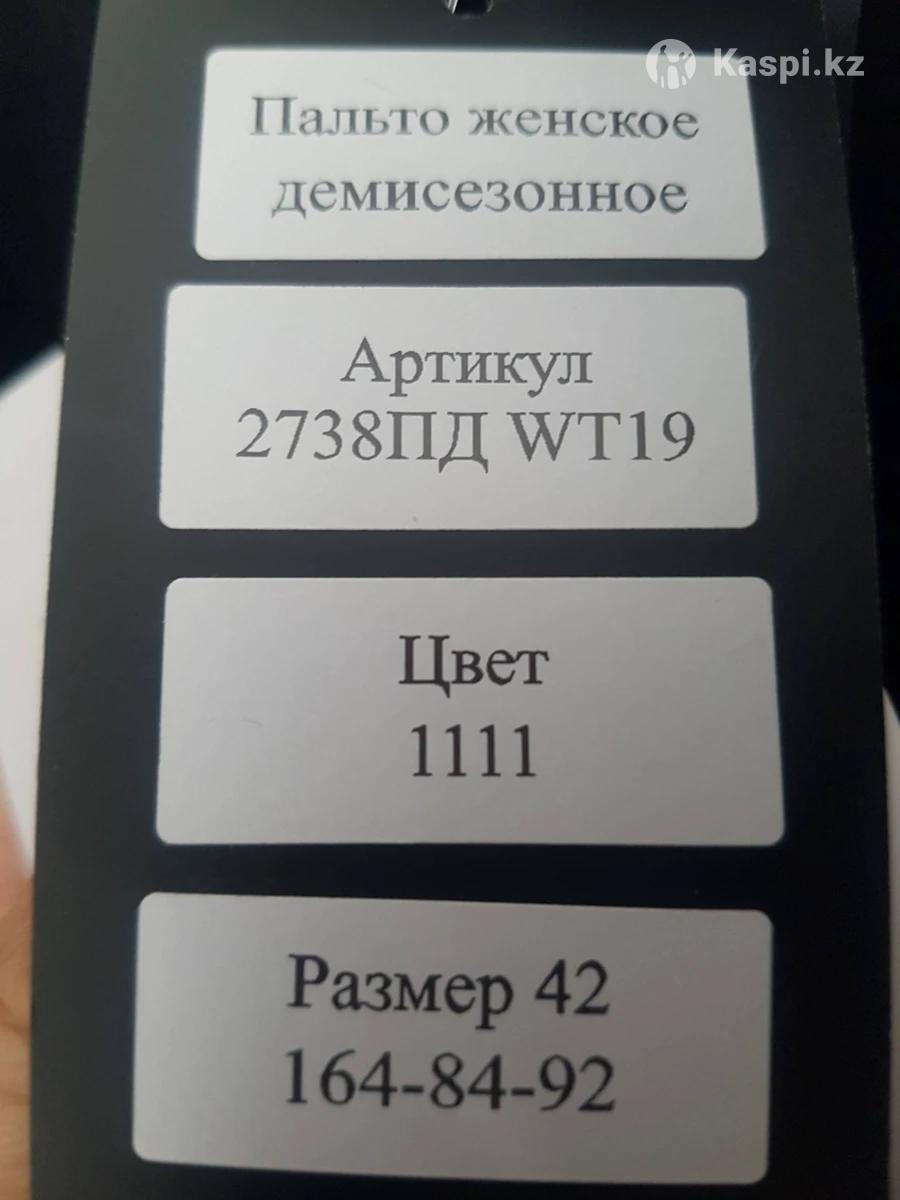 Kaspi.kz
Пальто женское
демисезонное
Артикул
2738ПД WT19
Цвет
1111
Размер 42
164-84-92